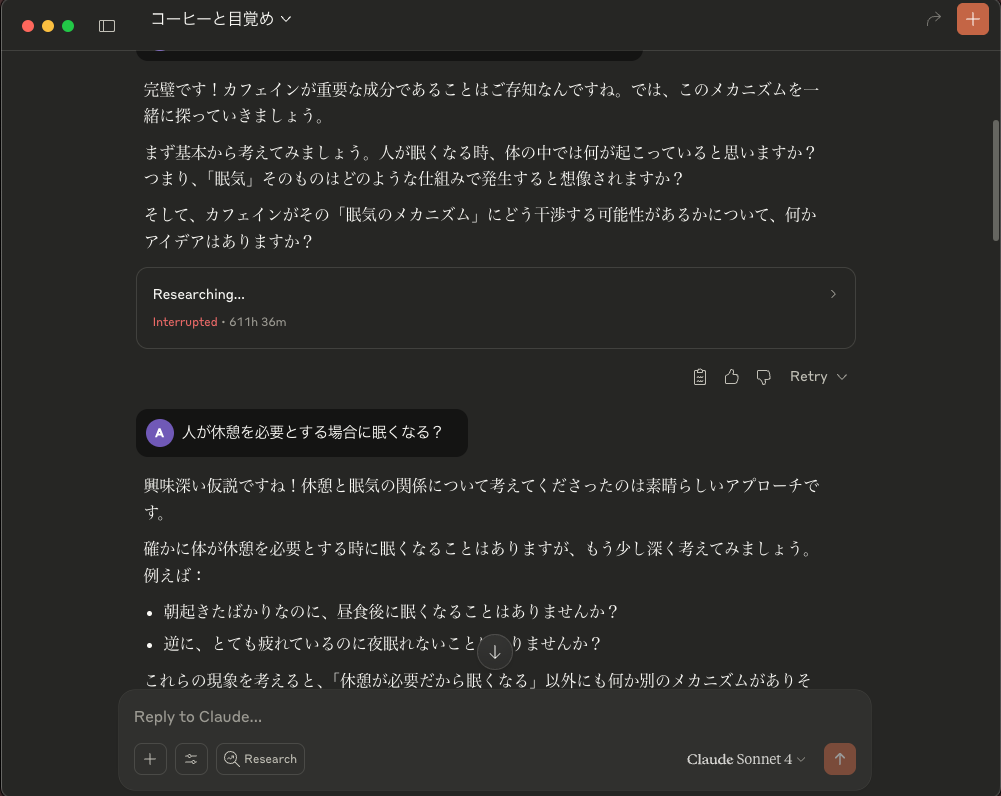 コーヒーと目覚め
完璧です！カフェインが重要な成分であることはご存知なんですね。では、このメカニズムを一
緒に探っていきましょう。
まず基本から考えてみましょう。人が眠くなる時、体の中では何が起こっていると思いますか？
つまり、「眠気」そのものはどのような仕組みで発生すると想像されますか？
そして、カフェインがその「眠気のメカニズム」にどう干渉する可能性があるかについて、何か
アイデアはありますか？
Researching...
Interrupted • 611h 36m
Retry
A 人が休憩を必要とする場合に眠くなる？
興味深い仮説ですね！休憩と眠気の関係について考えてくださったのは素晴らしいアプローチで
す。
確かに体が休憩を必要とする時に眠くなることはありますが、もう少し深く考えてみましょう。
例えば：
• 朝起きたばかりなのに、昼食後に眠くなることはありませんか？
• 逆に、とても疲れているのに夜眠れないこと りませんか？
これらの現象を考えると、「休憩が必要だから眠くなる」以外にも何か別のメカニズムがありそ
Reply to Claude...
Research
Claude Sonnet 4